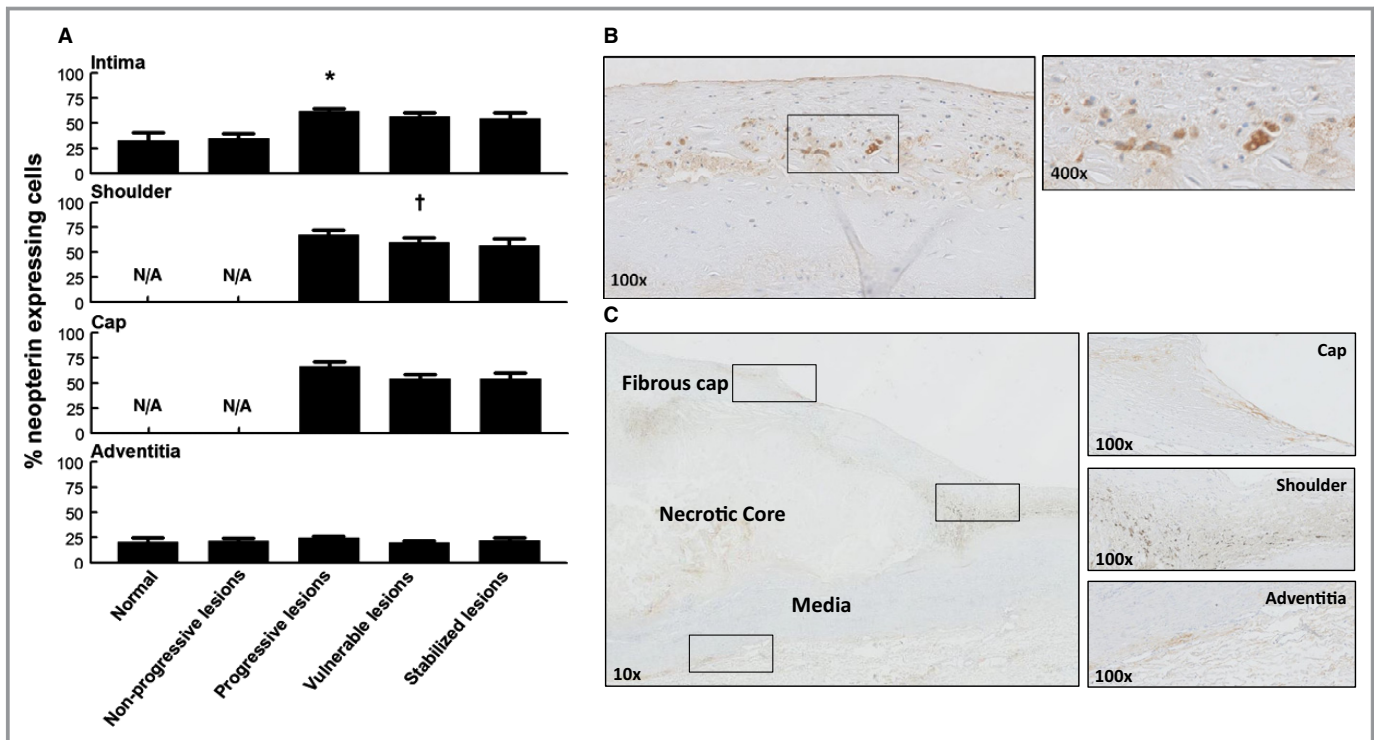 A
% neopterin expressing cells
Intima
100
75
50
25
0
*
Shoulder
100
75
50
25
0
N/A
N/A
†
Cap
100
75
50
25
0
N/A
N/A
Adventitia
100
75
50
25
0
Normal
Non-progressive lesions
Progressive lesions
Vulnerable lesions
Stabilized lesions
B
100x
400x
C
Fibrous cap
Necrotic Core
Media
10x
Cap
100x
Shoulder
100x
Adventitia
100x